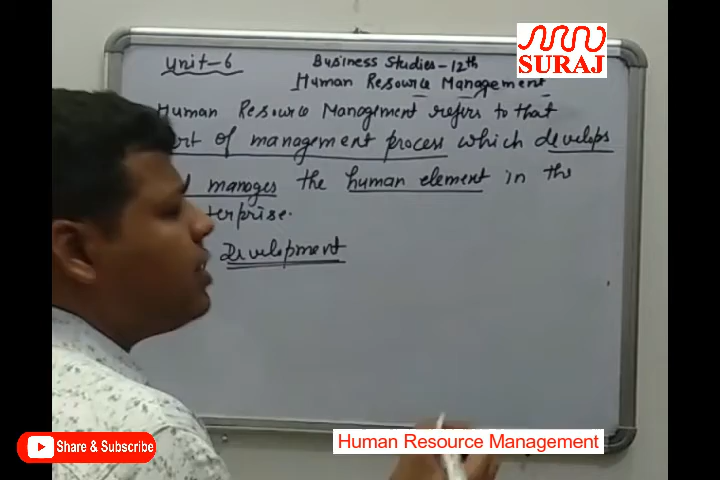 SURAJ
Unit-6
Business Studies-12th
Human Resource Management
Human Resource Management refers to that
of management process which develops
manages the human element in the
Development
Human Resource Management
Share & Subscribe